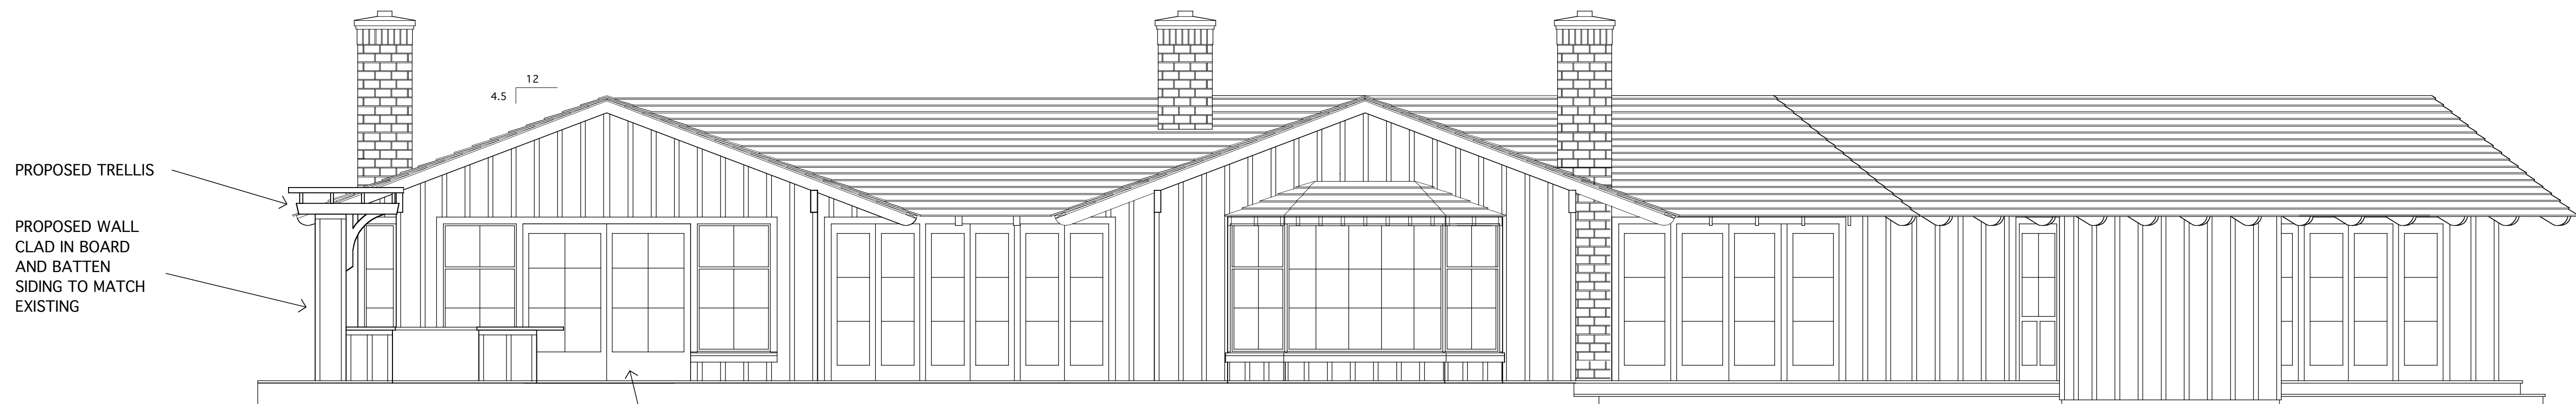 12
4.5
PROPOSED TRELLIS
PROPOSED WALL
CLAD IN BOARD
AND BATTEN
SIDING TO MATCH
EXISTING